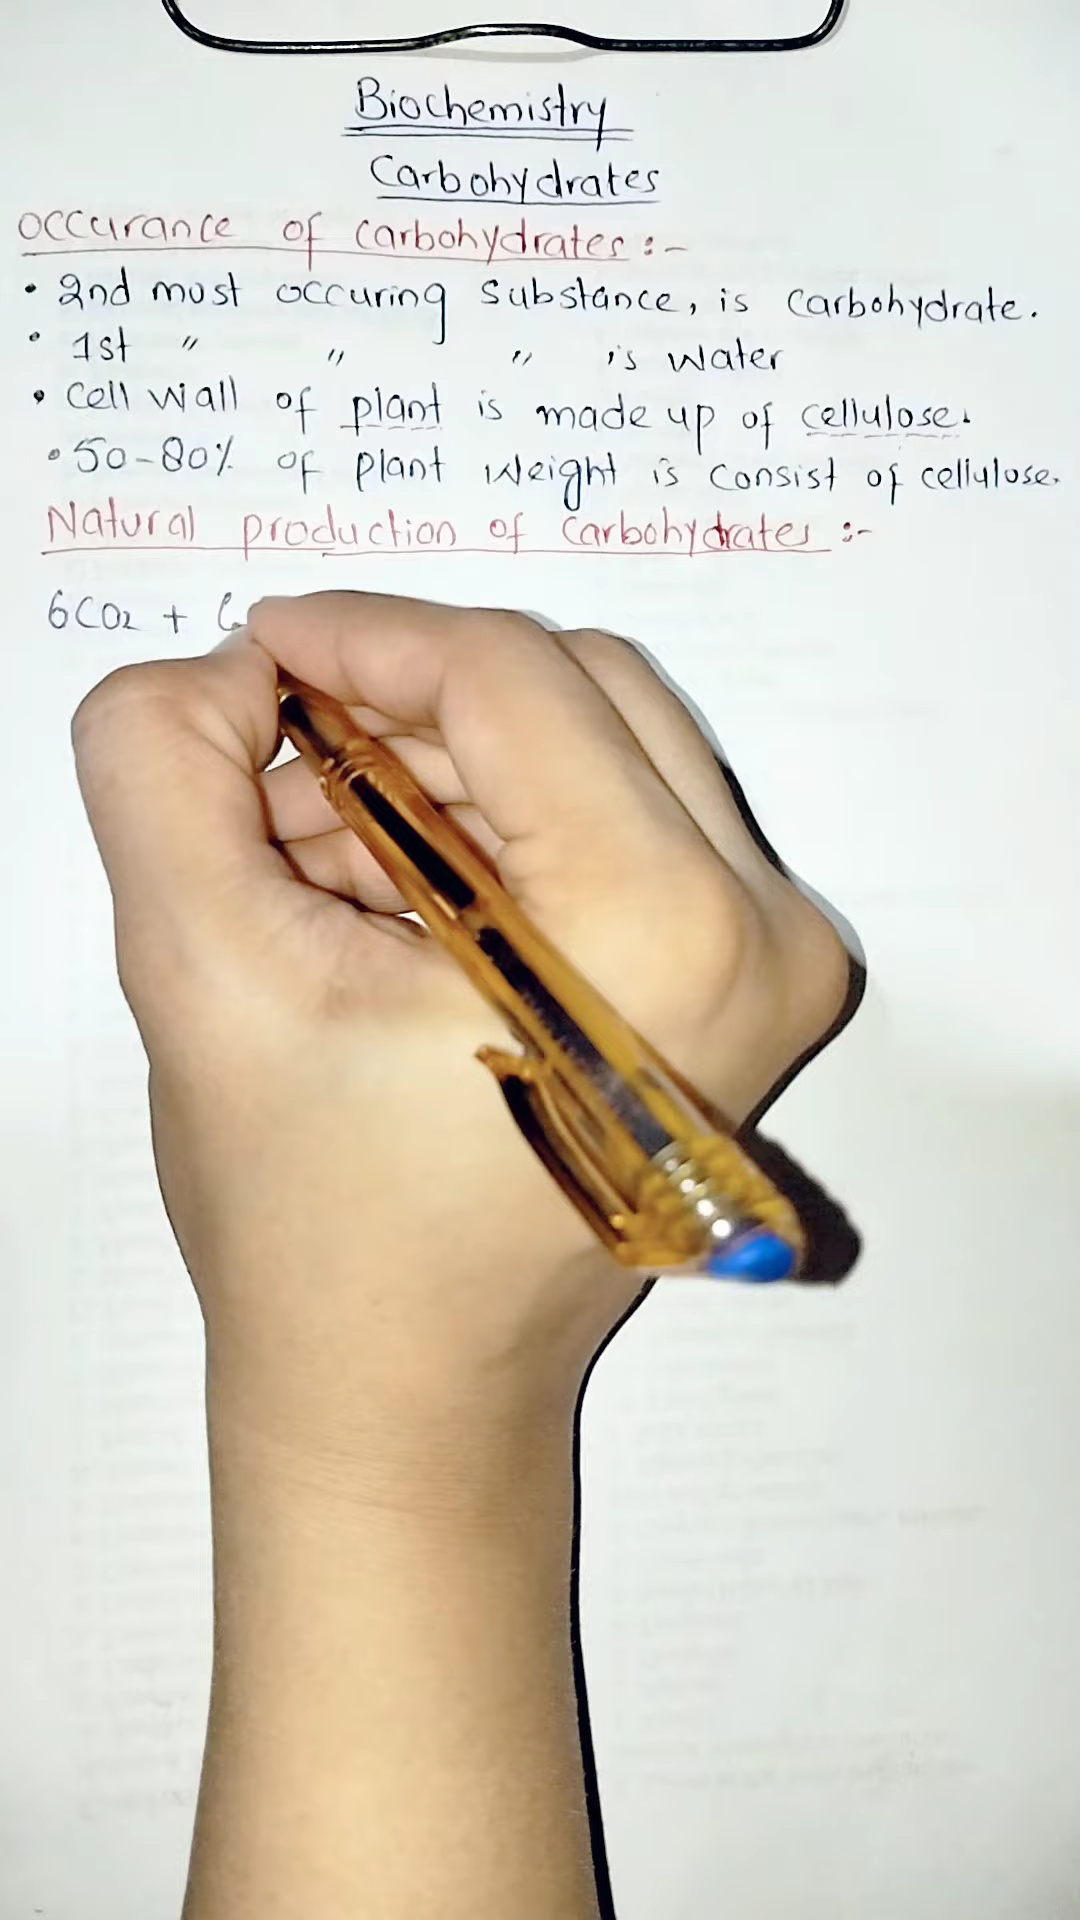 Biochemistry
Carbohydrates
occurance of carbohydrates :-
• 2nd most occuring substance, is carbohydrate.
• 1st " " " is water
• cell wall of plant is made up of cellulose.
• 50-80% of plant weight is consist of cellulose.
Natural production of carbohydrates :-
6CO2 + 6